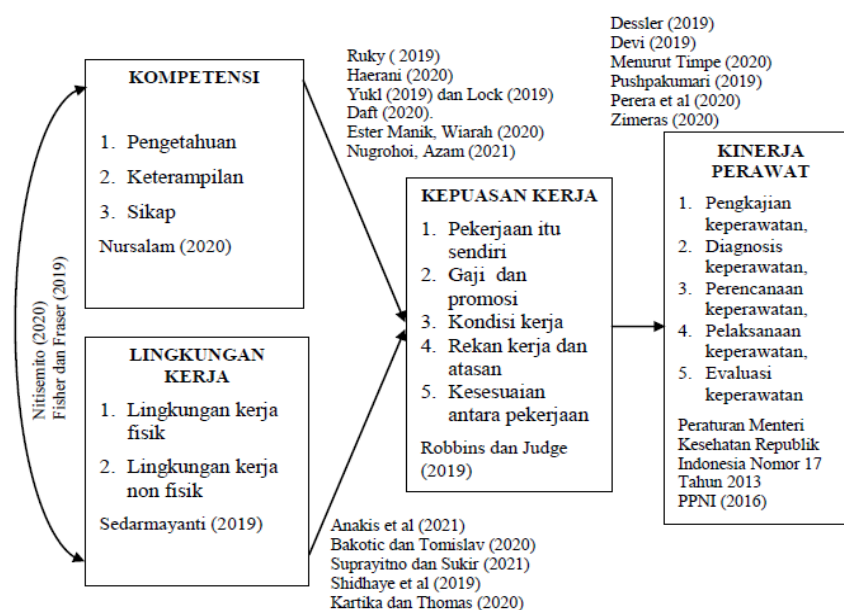 KOMPETENSI
1. Pengetahuan
2. Keterampilan
3. Sikap
Nursalam (2020)
Nitisemito (2020)
Fisher dan Fraser (2019)
LINGKUNGAN
KERJA
1. Lingkungan kerja
fisik
2. Lingkungan kerja
non fisik
Sedarmayanti (2019)
Ruky ( 2019)
Haerani (2020)
Yukl (2019) dan Lock (2019)
Daft (2020).
Ester Manik, Wiarah (2020)
Nugrohoi, Azam (2021)
KEPUASAN KERJA
1. Pekerjaan itu
sendiri
2. Gaji dan
promosi
3. Kondisi kerja
4. Rekan kerja dan
atasan
5. Kesesuaian
antara pekerjaan
Robbins dan Judge
(2019)
Anakis et al (2021)
Bakotic dan Tomislav (2020)
Suprayitno dan Sukir (2021)
Shidhaye et al (2019)
Kartika dan Thomas (2020)
Dessler (2019)
Devi (2019)
Menurut Timpe (2020)
Pushpakumari (2019)
Perera et al (2020)
Zimeras (2020)
KINERJA
PERAWAT
1. Pengkajian
keperawatan,
2. Diagnosis
keperawatan,
3. Perencanaan
keperawatan,
4. Pelaksanaan
keperawatan,
5. Evaluasi
keperawatan
Peraturan Menteri
Kesehatan Republik
Indonesia Nomor 17
Tahun 2013
PPNI (2016)